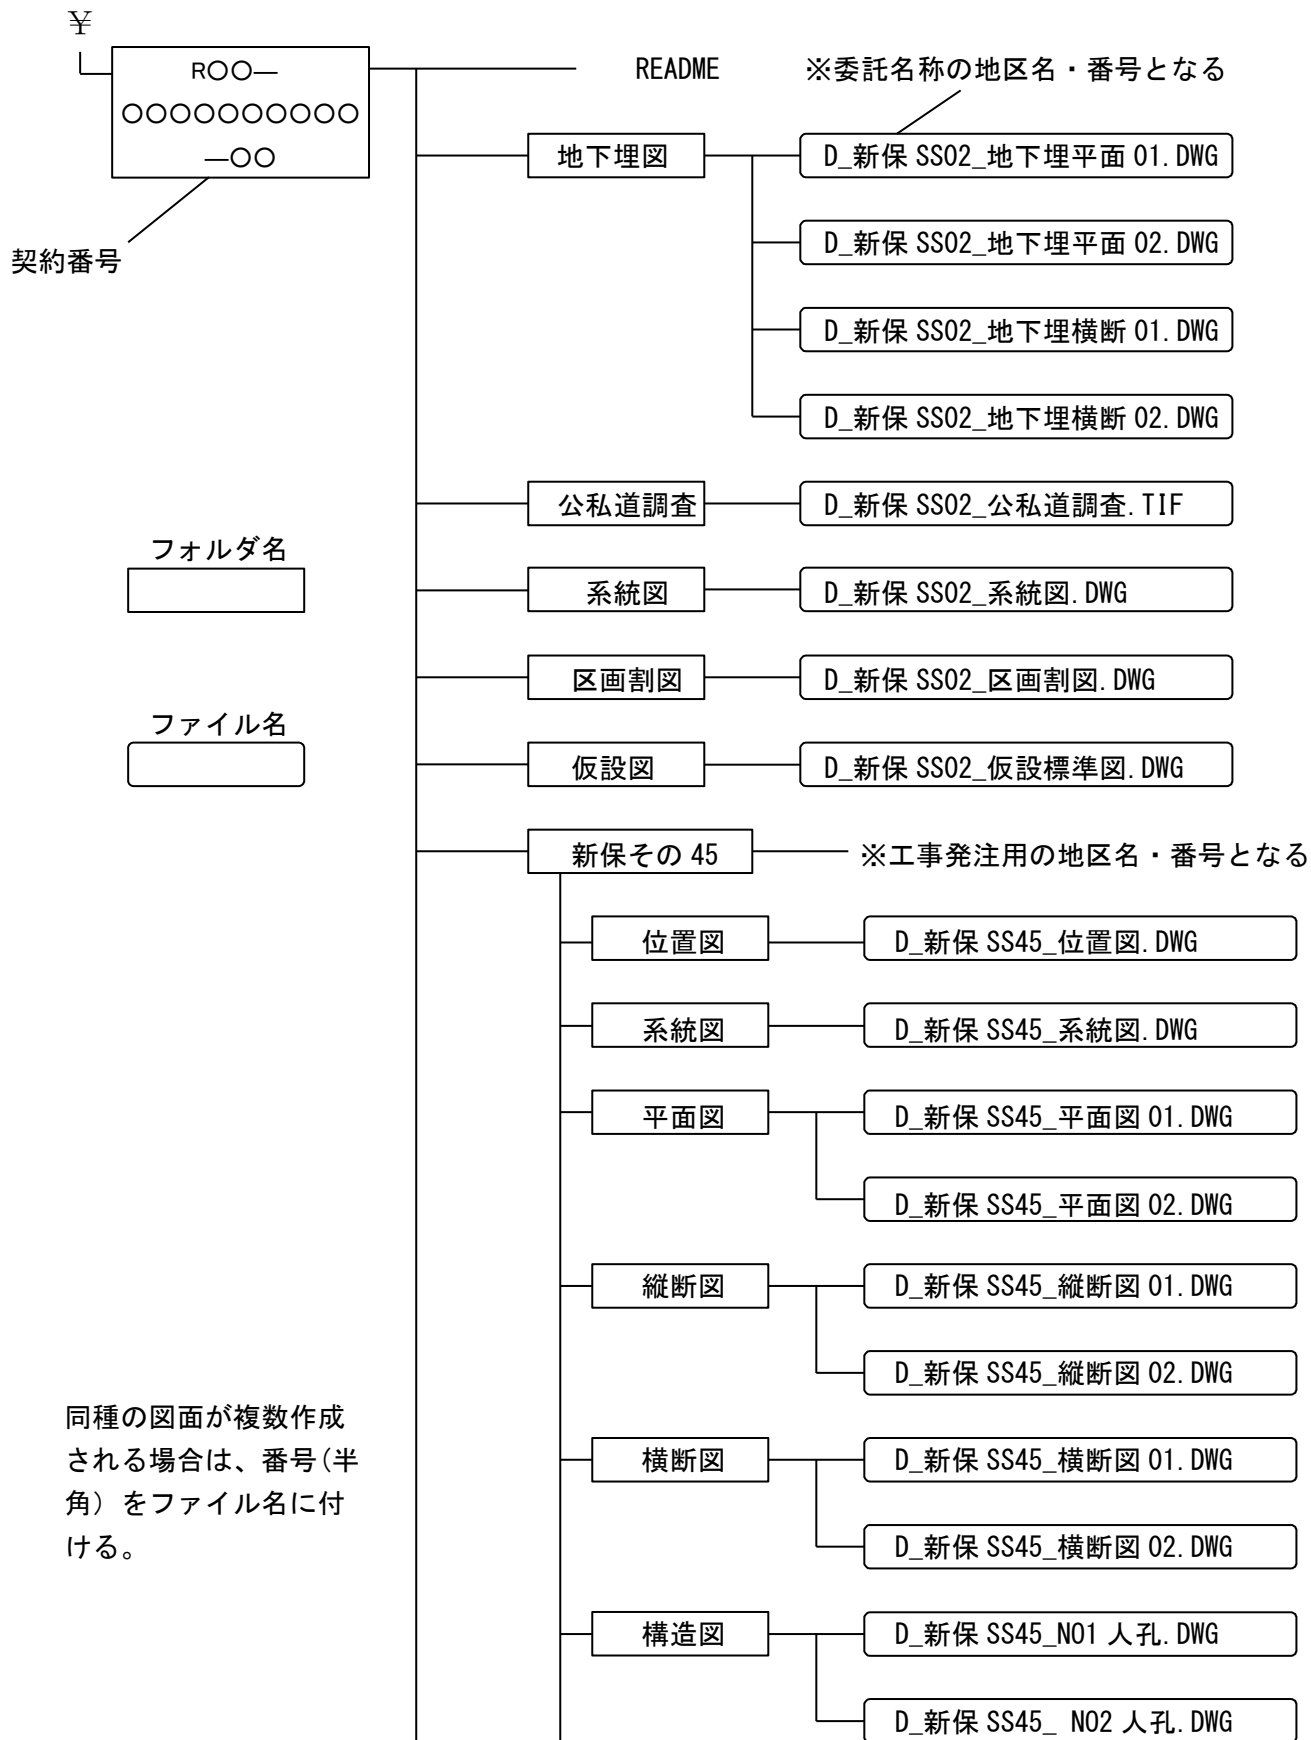 ¥
R○○―
○○○○○○○○○○
―○○
契約番号
README
※委託名称の地区名・番号となる
地下埋図
D_新保 SS02_地下埋平面 01.DWG
D_新保 SS02_地下埋平面 02.DWG
D_新保 SS02_地下埋横断 01.DWG
D_新保 SS02_地下埋横断 02.DWG
公私道調査
D_新保 SS02_公私道調査.TIF
フォルダ名
系統図
D_新保 SS02_系統図.DWG
区画割図
D_新保 SS02_区画割図.DWG
ファイル名
仮設図
D_新保 SS02_仮設標準図.DWG
新保その 45
※工事発注用の地区名・番号となる
位置図
D_新保 SS45_位置図.DWG
系統図
D_新保 SS45_系統図.DWG
平面図
D_新保 SS45_平面図 01.DWG
D_新保 SS45_平面図 02.DWG
縦断図
D_新保 SS45_縦断図 01.DWG
D_新保 SS45_縦断図 02.DWG
同種の図面が複数作成
される場合は、番号(半
角）をファイル名に付
ける。
横断図
D_新保 SS45_横断図 01.DWG
D_新保 SS45_横断図 02.DWG
構造図
D_新保 SS45_NO1 人孔.DWG
D_新保 SS45_ NO2 人孔.DWG